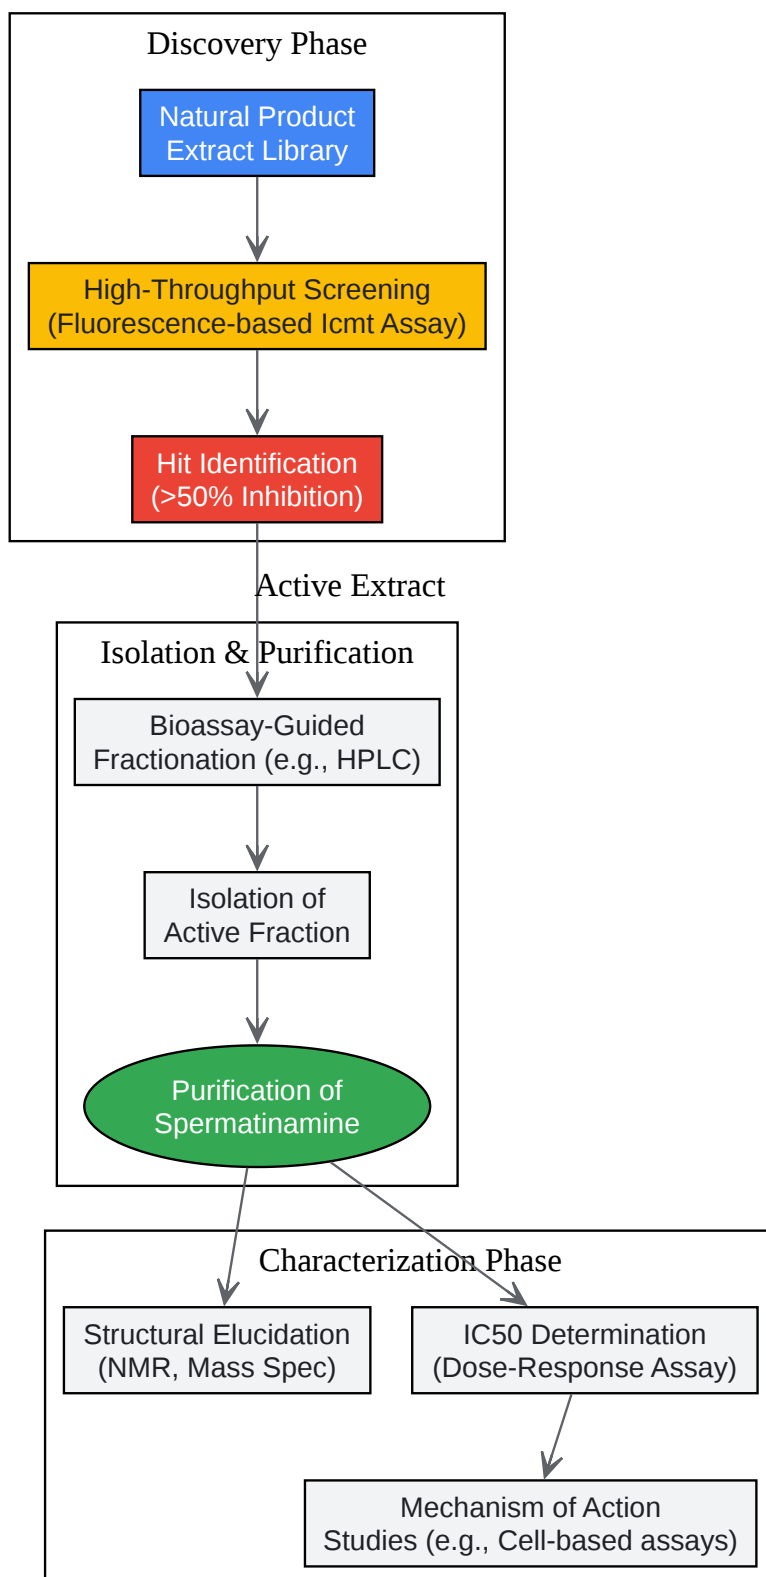 Discovery Phase
Natural Product
Extract Library
High-Throughput Screening
(Fluorescence-based Icmt Assay)
Hit Identification
(>50% Inhibition)
Active Extract
Isolation & Purification
Bioassay-Guided
Fractionation (e.g., HPLC)
Isolation of
Active Fraction
Purification of
Spermatinamine
Characterization Phase
Structural Elucidation
(NMR, Mass Spec)
IC50 Determination
(Dose-Response Assay)
Mechanism of Action
Studies (e.g., Cell-based assays)